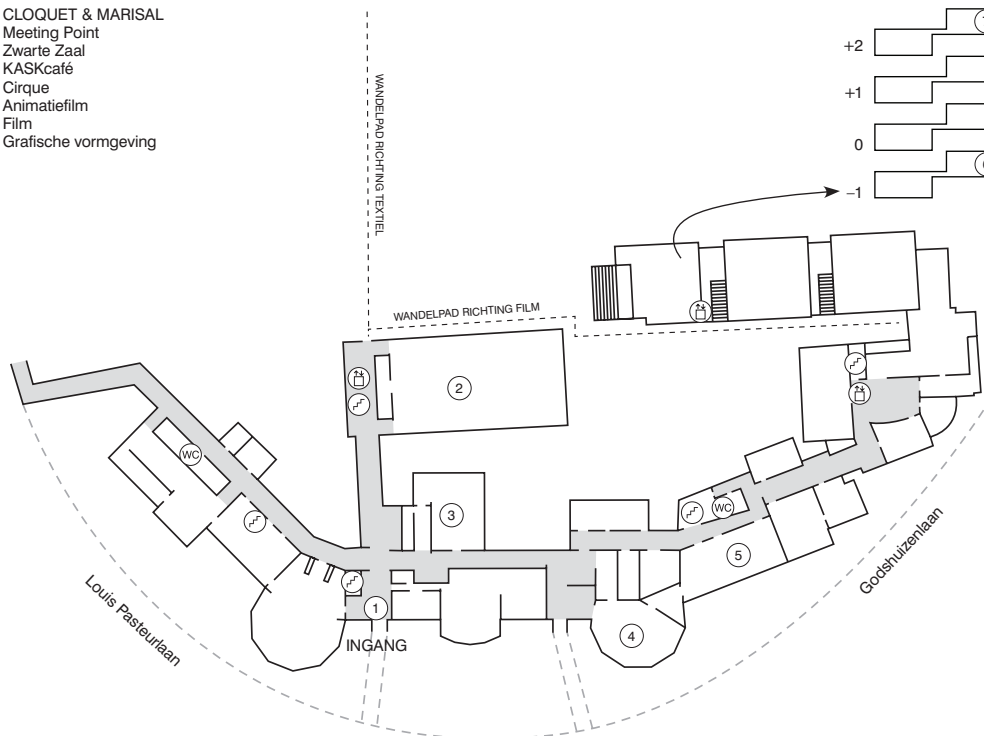 CLOQUET & MARISAL
Meeting Point
Zwarte Zaal
KASKcafé
Cirque
Animatiefilm
Film
Grafische vormgeving
+2
+1
0
−1
WANDELPAD RICHTING TEXTIEL
WANDELPAD RICHTING FILM
2
WC
3
WC
5
1
4
INGANG
Louis Pasteurlaan
Godshuizenlaan